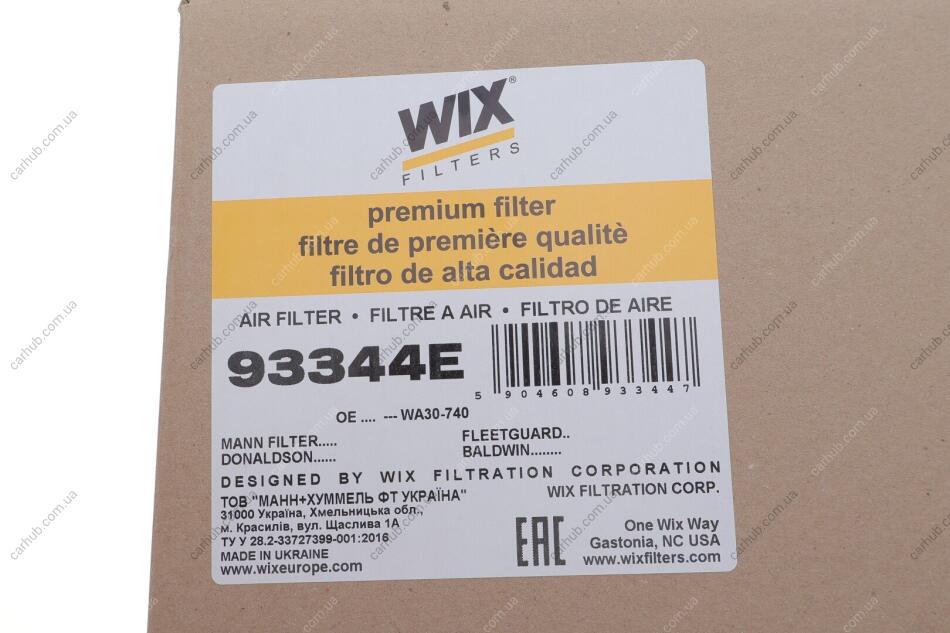 WIX®
FILTERS
premium filter
filtre de première qualitè
filtro de alta calidad
AIR FILTER • FILTRE A AIR • FILTRO DE AIRE
93344E
5 904608 933447
OE .... --- WA30-740
MANN FILTER.....
FLEETGUARD..
DONALDSON......
BALDWIN........
DESIGNED BY WIX FILTRATION CORPORATION
ТОВ "МАНН+ХУММЕЛЬ ФТ УКРАЇНА"
31000 Україна, Хмельницька обл.,
м. Красилів, вул. Щаслива 1А
ТУ У 28.2-33727399-001:2016
MADE IN UKRAINE
www.wixeurope.com
EAC
WIX FILTRATION CORP.
One Wix Way
Gastonia, NC USA
www.wixfilters.com
carhub.com.ua